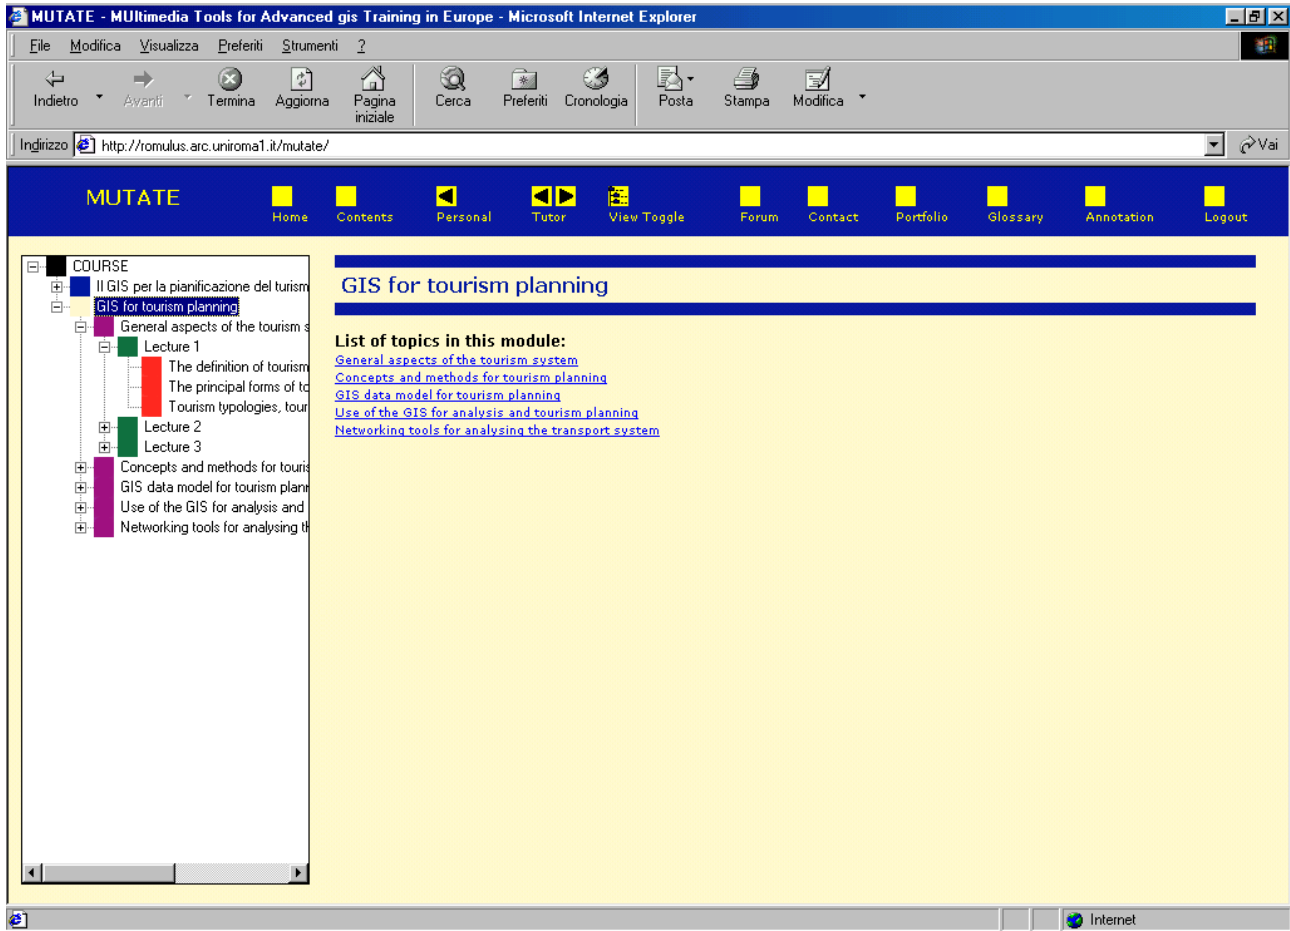 MUTATE - MUltimedia Tools for Advanced gis Training in Europe - Microsoft Internet Explorer
File Modifica Visualizza Preferiti Strumenti ?
Indietro Avanti Termina Aggiorna Pagina iniziale Cerca Preferiti Cronologia Posta Stampa Modifica
Indirizzo http://romulus.arc.uniroma1.it/mutate/ Vai
MUTATE Home Contents Personal Tutor View Toggle Forum Contact Portfolio Glossary Annotation Logout
COURSE
Il GIS per la pianificazione del turism
GIS for tourism planning
General aspects of the tourism s
Lecture 1
The definition of tourism
The principal forms of to
Tourism typologies, tour
Lecture 2
Lecture 3
Concepts and methods for touris
GIS data model for tourism plann
Use of the GIS for analysis and
Networking tools for analysing th
GIS for tourism planning
List of topics in this module:
General aspects of the tourism system
Concepts and methods for tourism planning
GIS data model for tourism planning
Use of the GIS for analysis and tourism planning
Networking tools for analysing the transport system
Internet